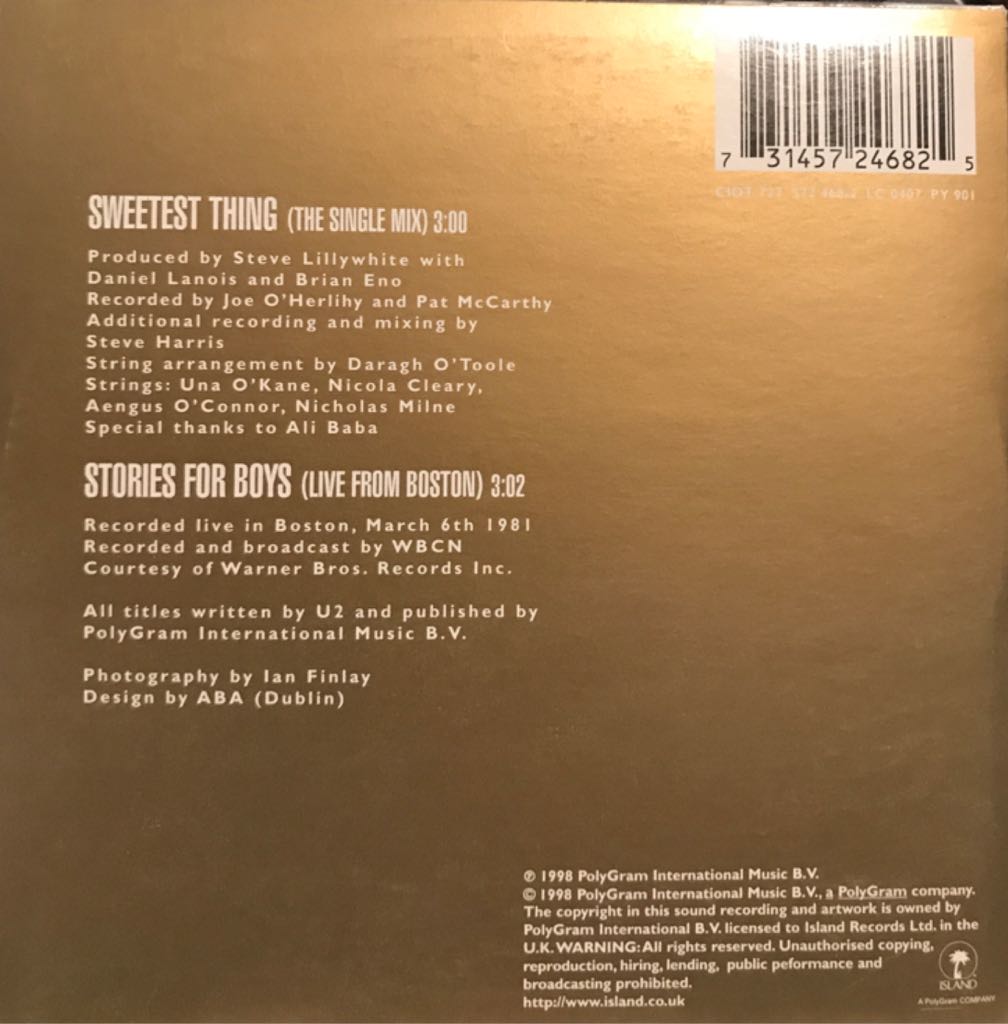 7 31457 24682 5
LC 0407 PY 901
SWEETEST THING (THE SINGLE MIX) 3:00
Produced by Steve Lillywhite with
Daniel Lanois and Brian Eno
Recorded by Joe O'Herlihy and Pat McCarthy
Additional recording and mixing by
Steve Harris
String arrangement by Daragh O'Toole
Strings: Una O'Kane, Nicola Cleary,
Aengus O'Connor, Nicholas Milne
Special thanks to Ali Baba
STORIES FOR BOYS (LIVE FROM BOSTON) 3:02
Recorded live in Boston, March 6th 1981
Recorded and broadcast by WBCN
Courtesy of Warner Bros. Records Inc.
All titles written by U2 and published by
PolyGram International Music B.V.
Photography by Ian Finlay
Design by ABA (Dublin)
℗ 1998 PolyGram International Music B.V.
© 1998 PolyGram International Music B.V., a PolyGram company.
The copyright in this sound recording and artwork is owned by
PolyGram International B.V. licensed to Island Records Ltd. in the
U.K. WARNING: All rights reserved. Unauthorised copying,
reproduction, hiring, lending, public peformance and
broadcasting prohibited.
http://www.island.co.uk
ISLAND
A PolyGram COMPANY